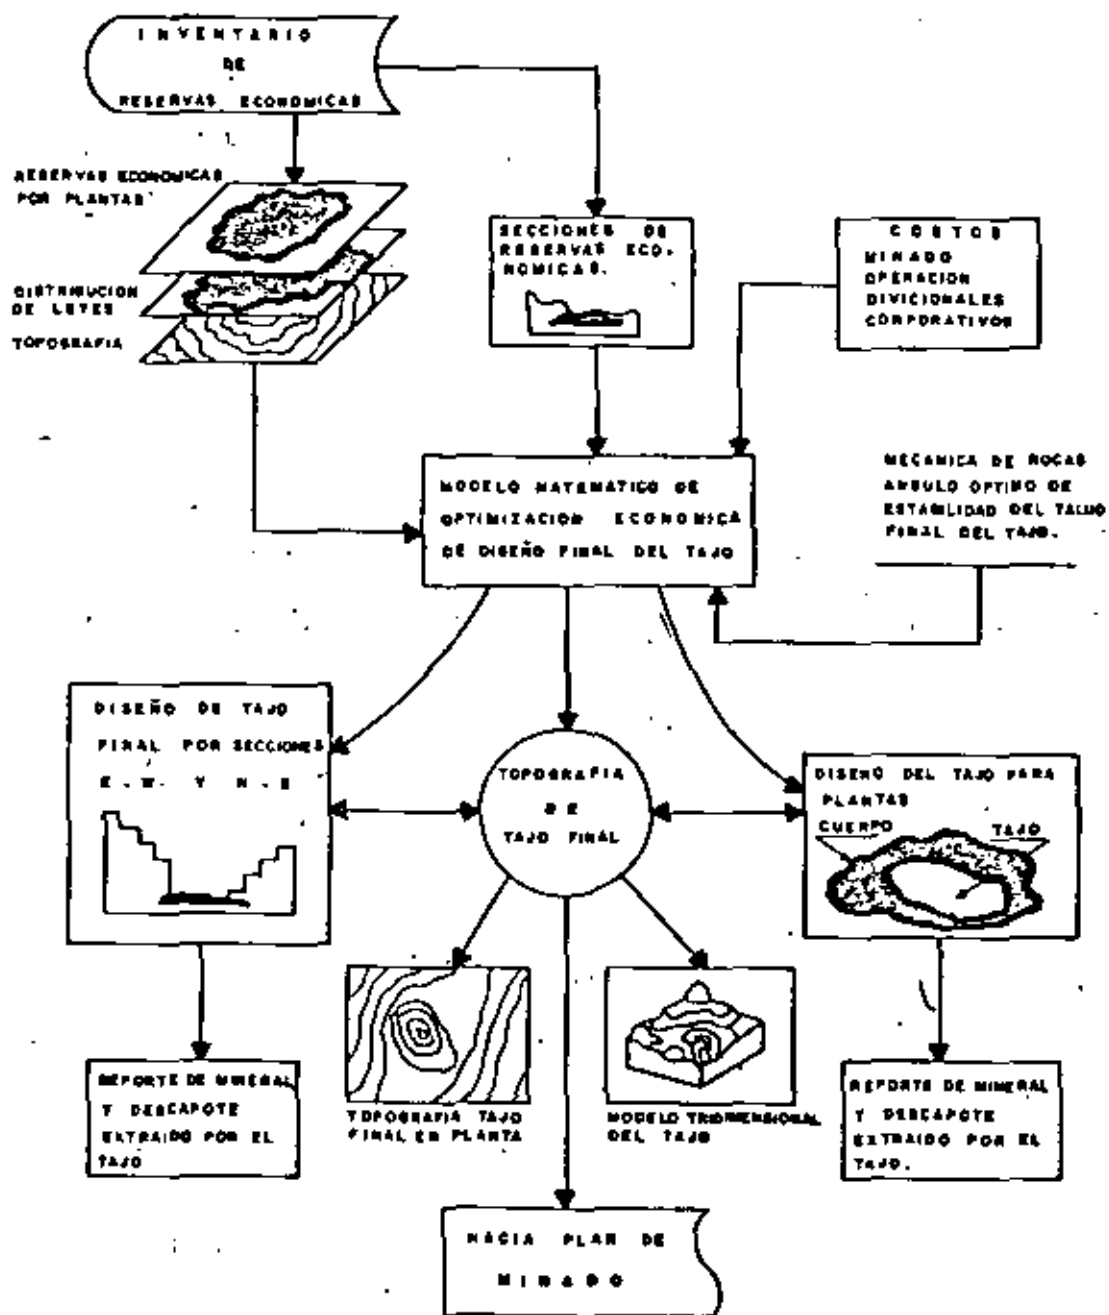 INVENTARIO
DE
RESERVAS ECONOMICAS
RESERVAS ECONOMICAS
POR PLANTAS
DISTRIBUCION
DE LEYES
TOPOGRAFIA
SECCIONES DE
RESERVAS ECO-
NOMICAS.
COSTOS
MINADO
OPERACION
DIVICIONALES
CORPORATIVOS
MECANICA DE ROCAS
ANGULO OPTIMO DE
ESTABILIDAD DEL TALUD
FINAL DEL TAJO.
MODELO MATEMATICO DE
OPTIMIZACION ECONOMICA
DE DISEÑO FINAL DEL TAJO
DISEÑO DE TAJO
FINAL POR SECCIONES
E - W - Y N - S
TOPOGRAFIA
DE
TAJO FINAL
DISEÑO DEL TAJO PARA
PLANTAS
CUERPO TAJO
TOPOGRAFIA TAJO
FINAL EN PLANTA
MODELO TRIDIMENSIONAL
DEL TAJO
REPORTE DE MINERAL
Y DESCAPOTE
EXTRAIDO POR EL
TAJO
REPORTE DE MINERAL
Y DESCAPOTE
EXTRAIDO POR EL
TAJO.
HACIA PLAN DE
MINADO